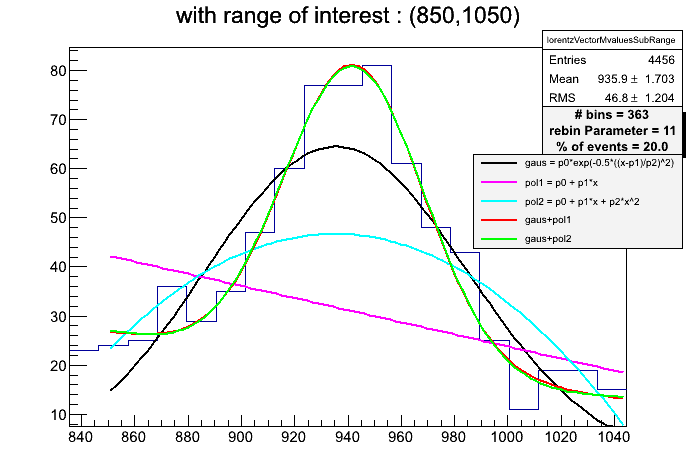 with range of interest : (850,1050)
lorentzVectorMvaluesSubRange
Entries 4456
Mean 935.9 ± 1.703
RMS 46.8 ± 1.204
# bins = 363
rebin Parameter = 11
% of events = 20.0
gaus = p0*exp(-0.5*((x-p1)/p2)^2)
pol1 = p0 + p1*x
pol2 = p0 + p1*x + p2*x^2
gaus+pol1
gaus+pol2
80
70
60
50
40
30
20
10
840 860 880 900 920 940 960 980 1000 1020 1040